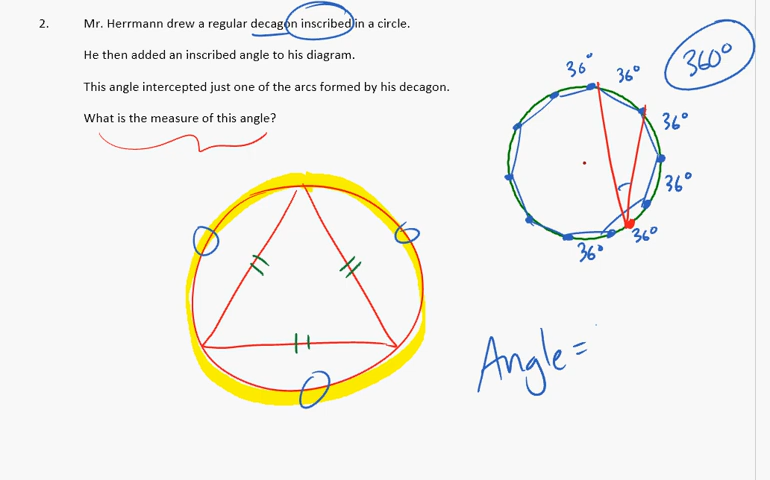 2. Mr. Herrmann drew a regular decagon inscribed in a circle.
He then added an inscribed angle to his diagram.
This angle intercepted just one of the arcs formed by his decagon.
What is the measure of this angle?
360°
36° 36°
36°
36°
36°
36°
Angle =